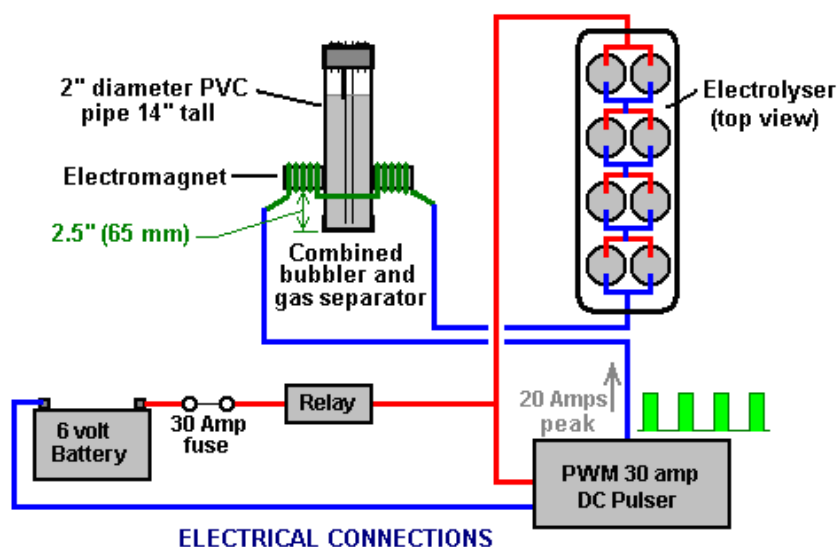 2" diameter PVC
pipe 14" tall
Electrolyser
(top view)
Electromagnet
2.5" (65 mm)
Combined
bubbler and
gas separator
6 volt
Battery
30 Amp
fuse
Relay
20 Amps
peak
PWM 30 amp
DC Pulser
ELECTRICAL CONNECTIONS